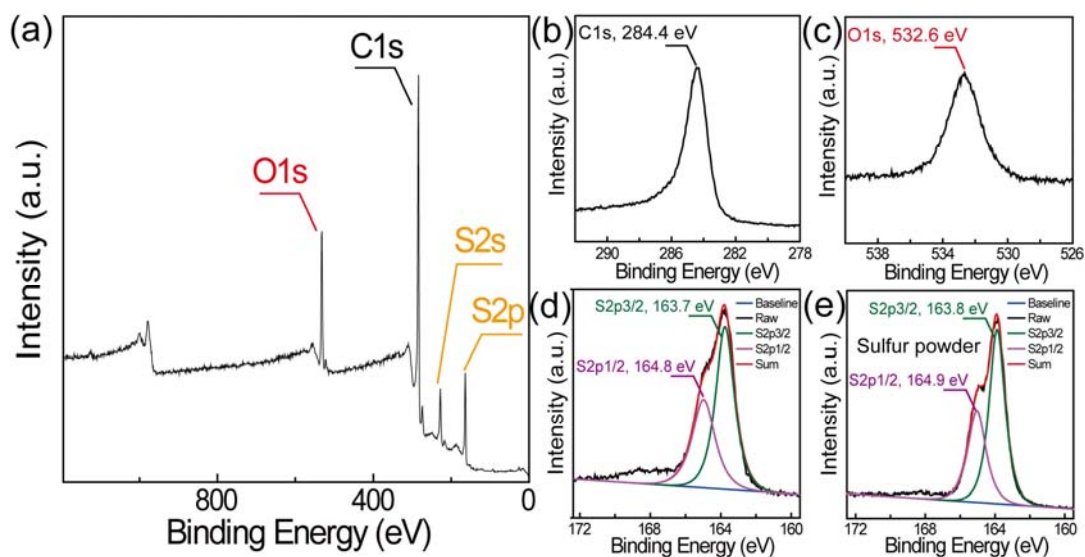 (a)
C1s
O1s
S2s
S2p
Intensity (a.u.)
800
400
0
Binding Energy (eV)
(b)
C1s, 284.4 eV
Intensity (a.u.)
290
286
282
278
Binding Energy (eV)
(c)
O1s, 532.6 eV
Intensity (a.u.)
538
534
530
526
Binding Energy (eV)
(d)
S2p3/2, 163.7 eV
S2p1/2, 164.8 eV
Baseline
Raw
S2p3/2
S2p1/2
Sum
Intensity (a.u.)
172
168
164
160
Binding Energy (eV)
(e)
S2p3/2, 163.8 eV
Sulfur powder
S2p1/2, 164.9 eV
Baseline
Raw
S2p3/2
S2p1/2
Sum
Intensity (a.u.)
172
168
164
160
Binding Energy (eV)